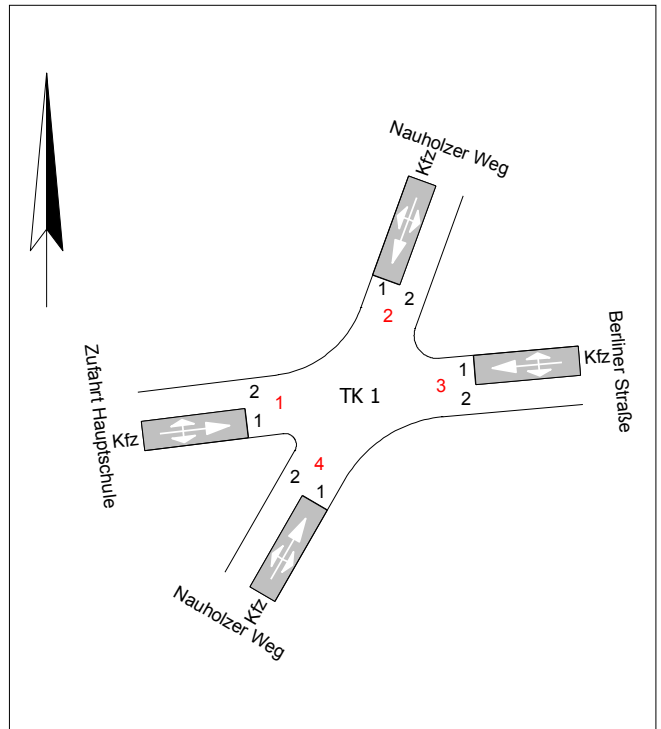 Nauholzer Weg
Kfz
1
2
2
Berliner Straße
Kfz
1
3
2
Zufahrt Hauptschule
2
1
1
Kfz
TK 1
4
2
1
Kfz
Nauholzer Weg